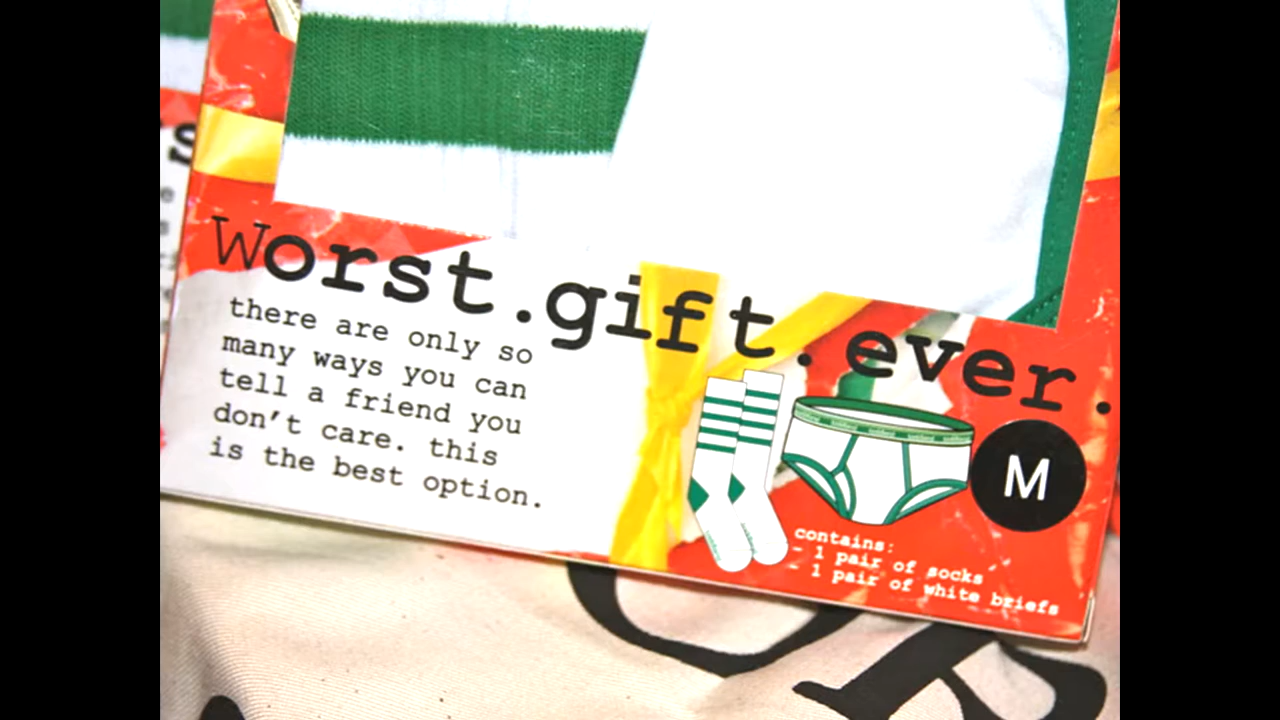 Worst.gift.ever.
there are only so
many ways you can
tell a friend you
don't care. this
is the best option.
M
contains:
- 1 pair of socks
- 1 pair of white briefs